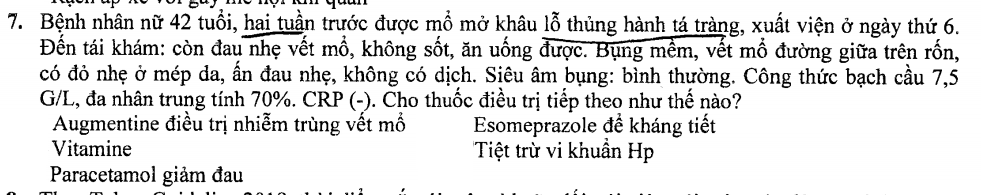 7. Bệnh nhân nữ 42 tuổi, hai tuần trước được mổ mở khâu lỗ thủng hành tá tràng, xuất viện ở ngày thứ 6.
Đến tái khám: còn đau nhẹ vết mổ, không sốt, ăn uống được. Bụng mềm, vết mổ đường giữa trên rốn,
có đỏ nhẹ ở mép da, ấn đau nhẹ, không có dịch. Siêu âm bụng: bình thường. Công thức bạch cầu 7,5
G/L, đa nhân trung tính 70%. CRP (-). Cho thuốc điều trị tiếp theo như thế nào?
Augmentine điều trị nhiễm trùng vết mổ Esomeprazole để kháng tiết
Vitamine Tiệt trừ vi khuẩn Hp
Paracetamol giảm đau